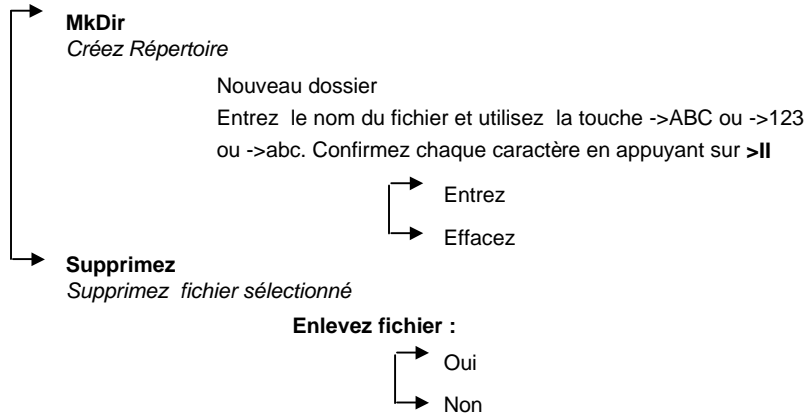 MkDir
Créez Répertoire
Nouveau dossier
Entrez le nom du fichier et utilisez la touche ->ABC ou ->123
ou ->abc. Confirmez chaque caractère en appuyant sur >II
Entrez
Effacez
Supprimez
Supprimez fichier sélectionné
Enlevez fichier :
Oui
Non